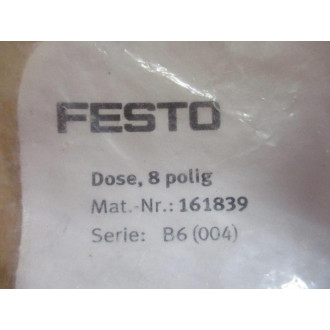 FESTO
Dose, 8 polig
Mat.-Nr.: 161839
Serie: B6 (004)